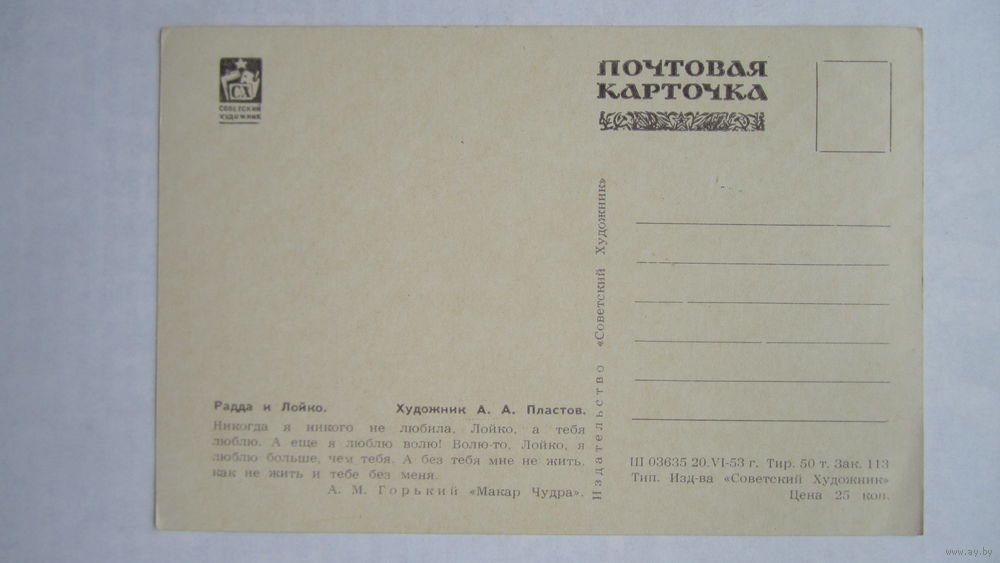 СХ
СОВЕТСКИЙ
ХУДОЖНИК
ПОЧТОВАЯ
КАРТОЧКА
Издательство «Советский Художник»
Радда и Лойко. Художник А. А. Пластов.
Никогда я никого не любила, Лойко, а тебя
люблю. А еще я люблю волю! Волю-то, Лойко, я
люблю больше, чем тебя. А без тебя мне не жить,
как не жить и тебе без меня.
А. М. Горький «Макар Чудра».
Ш 03635 20.VI-53 г. Тир. 50 т. Зак. 113
Тип. Изд-ва «Советский Художник»
Цена 25 коп.
www.ay.by